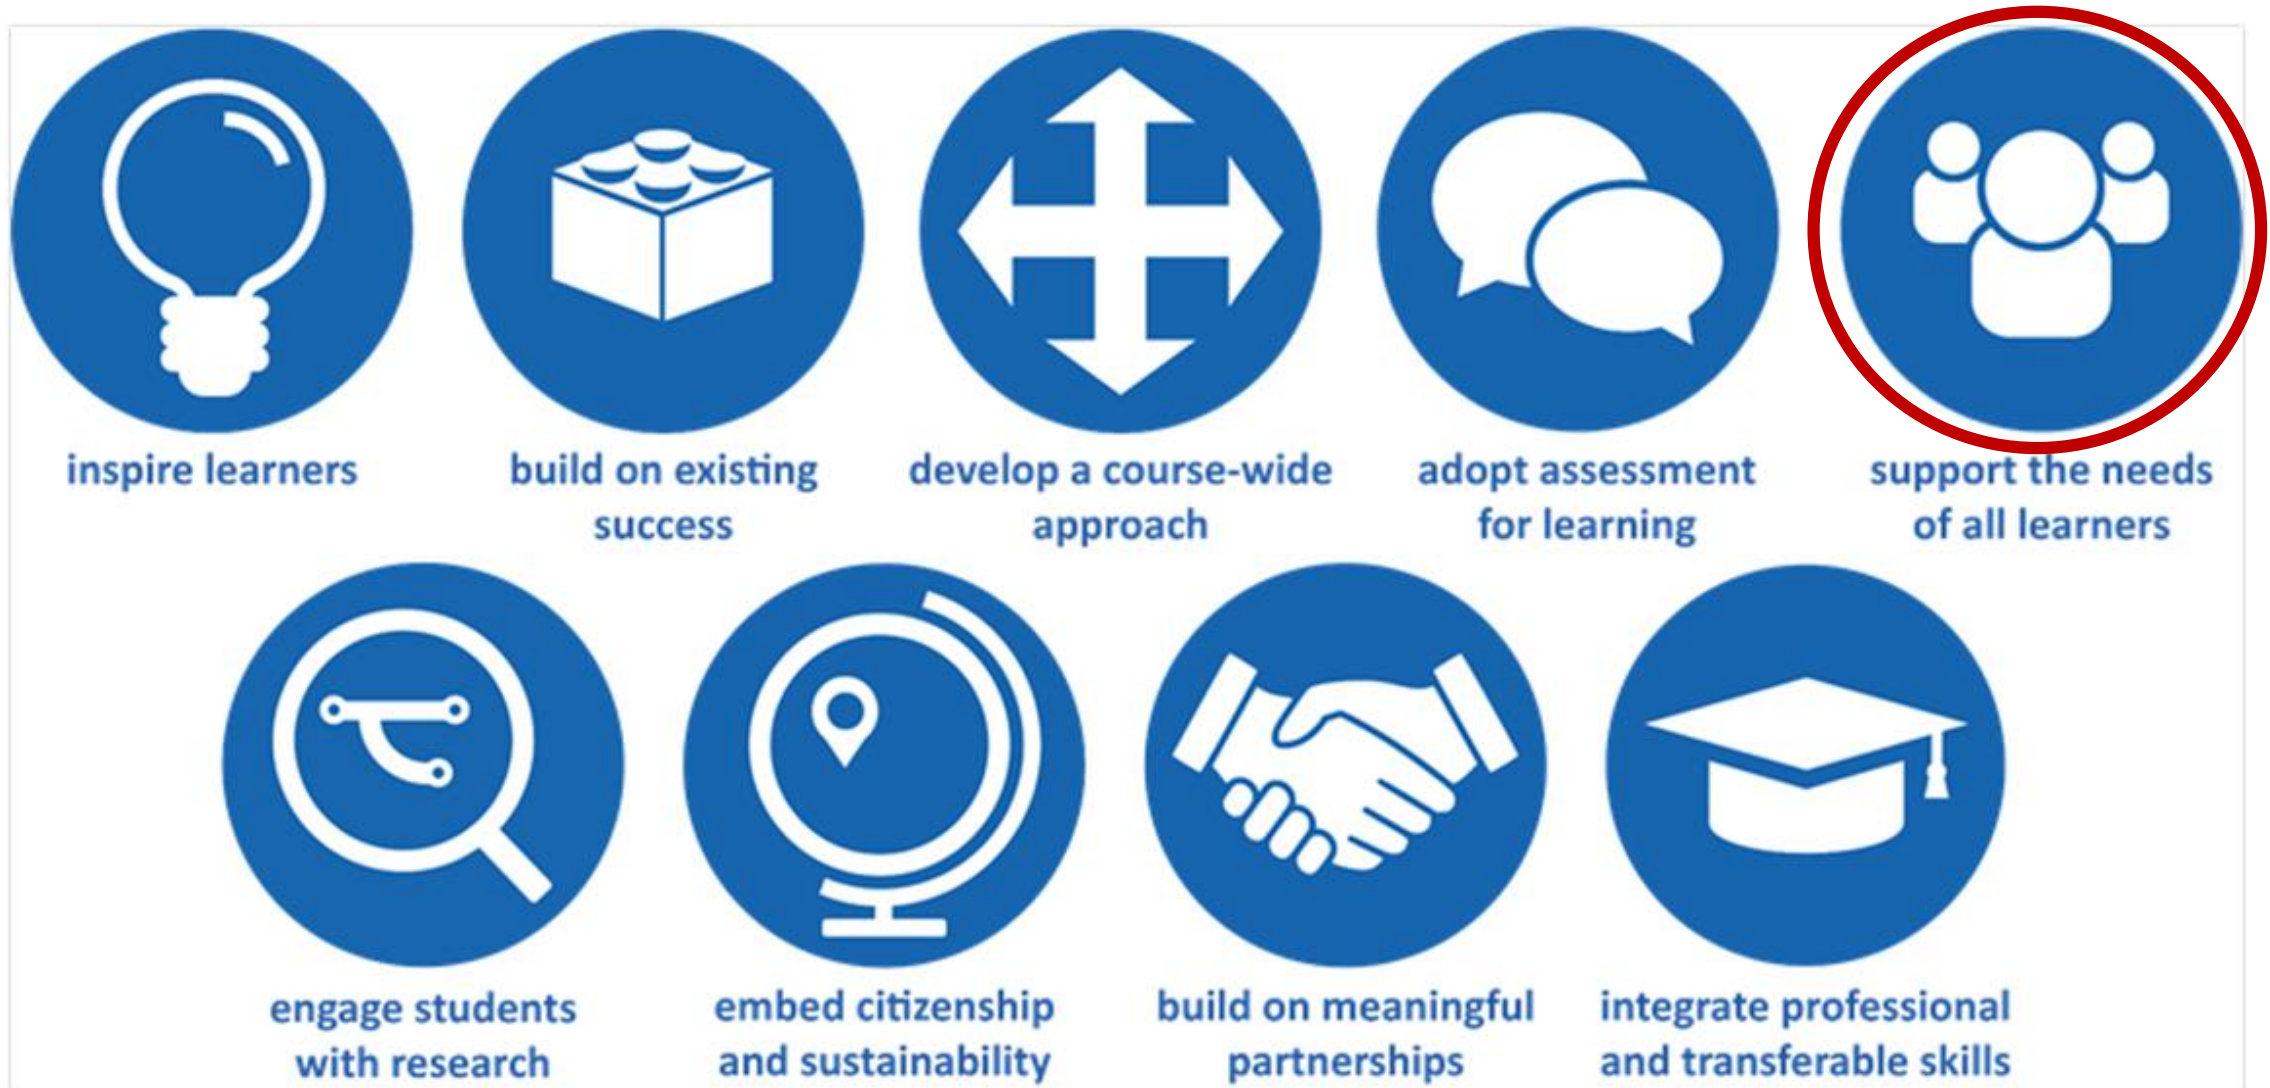 inspire learners
build on existing
success
develop a course-wide
approach
adopt assessment
for learning
support the needs
of all learners
engage students
with research
embed citizenship
and sustainability
build on meaningful
partnerships
integrate professional
and transferable skills